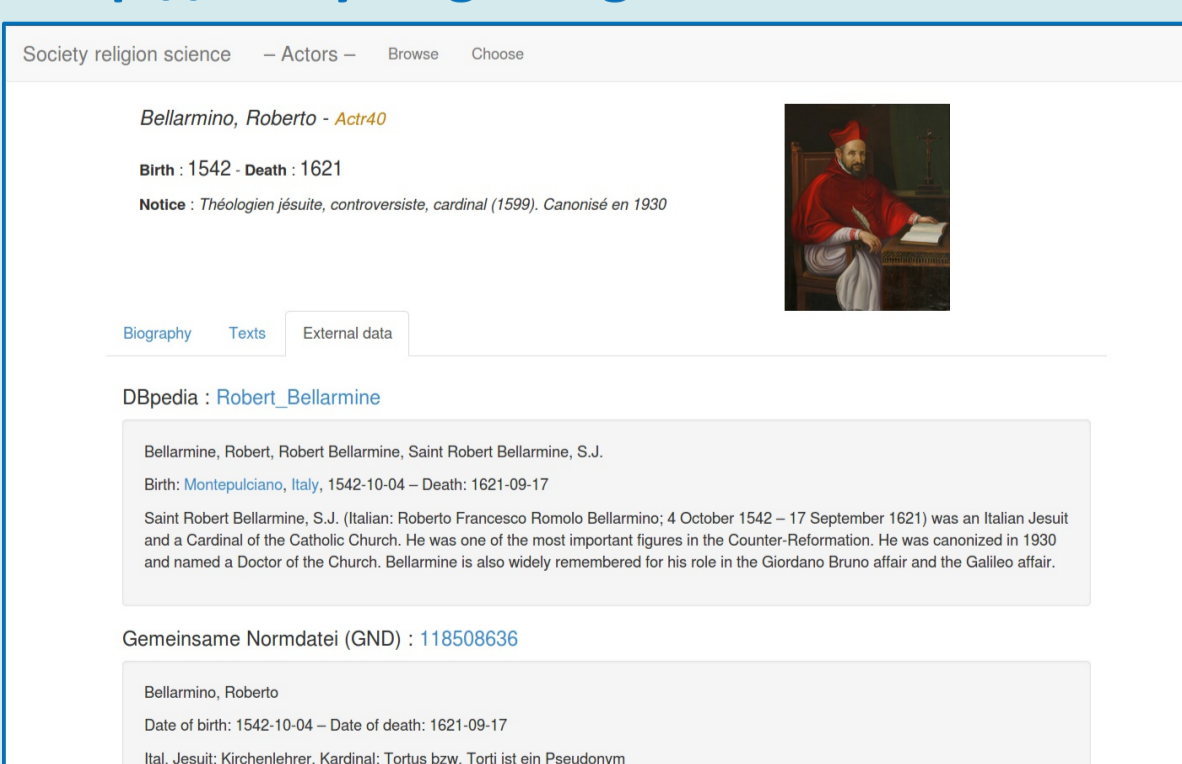 Society religion science – Actors – Browse Choose
Bellarmino, Roberto - Actr40
Birth : 1542 - Death : 1621
Notice : Théologien jésuite, controversiste, cardinal (1599). Canonisé en 1930
Biography Texts External data
DBpedia : Robert_Bellarmine
Bellarmine, Robert, Robert Bellarmine, Saint Robert Bellarmine, S.J.
Birth: Montepulciano, Italy, 1542-10-04 – Death: 1621-09-17
Saint Robert Bellarmine, S.J. (Italian: Roberto Francesco Romolo Bellarmino; 4 October 1542 – 17 September 1621) was an Italian Jesuit
and a Cardinal of the Catholic Church. He was one of the most important figures in the Counter-Reformation. He was canonized in 1930
and named a Doctor of the Church. Bellarmine is also widely remembered for his role in the Giordano Bruno affair and the Galileo affair.
Gemeinsame Normdatei (GND) : 118508636
Bellarmino, Roberto
Date of birth: 1542-10-04 – Date of death: 1621-09-17
Ital. Jesuit; Kirchenlehrer, Kardinal; Tortus bzw. Torti ist ein Pseudonym